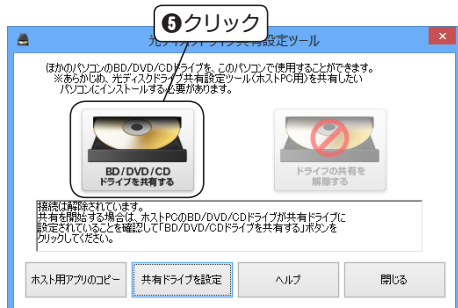 ❺クリック
光ディスクドライブ共有設定ツール
ほかのパソコンのBD/DVD/CDドライブを、このパソコンで使用することができます。
※あらかじめ、光ディスクドライブ共有設定ツール(ホストPC用)を共有したい
パソコンにインストールする必要があります。
BD/DVD/CD
ドライブを共有する
ドライブの共有を
解除する
接続は解除されています。
共有を開始する場合は、ホストPCのBD/DVD/CDドライブが共有ドライブに
設定されていることを確認して「BD/DVD/CDドライブを共有する」ボタンを
クリックしてください。
ホスト用アプリのコピー
共有ドライブを設定
ヘルプ
閉じる